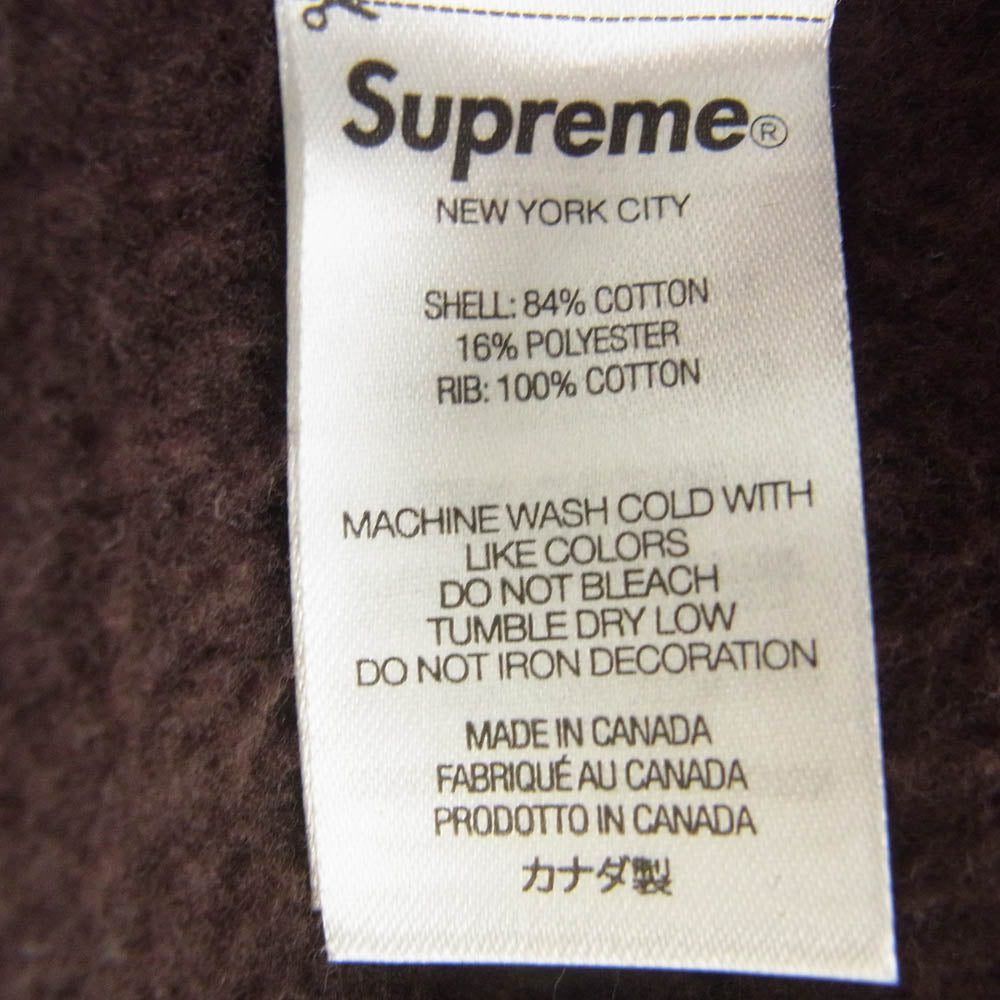 Supreme®
NEW YORK CITY
SHELL: 84% COTTON
16% POLYESTER
RIB: 100% COTTON
MACHINE WASH COLD WITH
LIKE COLORS
DO NOT BLEACH
TUMBLE DRY LOW
DO NOT IRON DECORATION
MADE IN CANADA
FABRIQUÉ AU CANADA
PRODOTTO IN CANADA
カナダ製